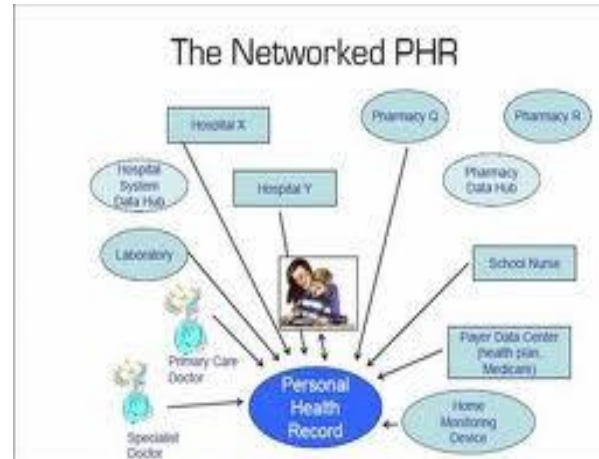 The Networked PHR
Hospital X
Pharmacy Q
Pharmacy R
Hospital
System
Data Hub
Hospital Y
Pharmacy
Data Hub
Laboratory
School Nurse
Primary Care
Doctor
Payer Data Center
(health plan,
Medicare)
Personal
Health
Record
Home
Monitoring
Device
Specialist
Doctor